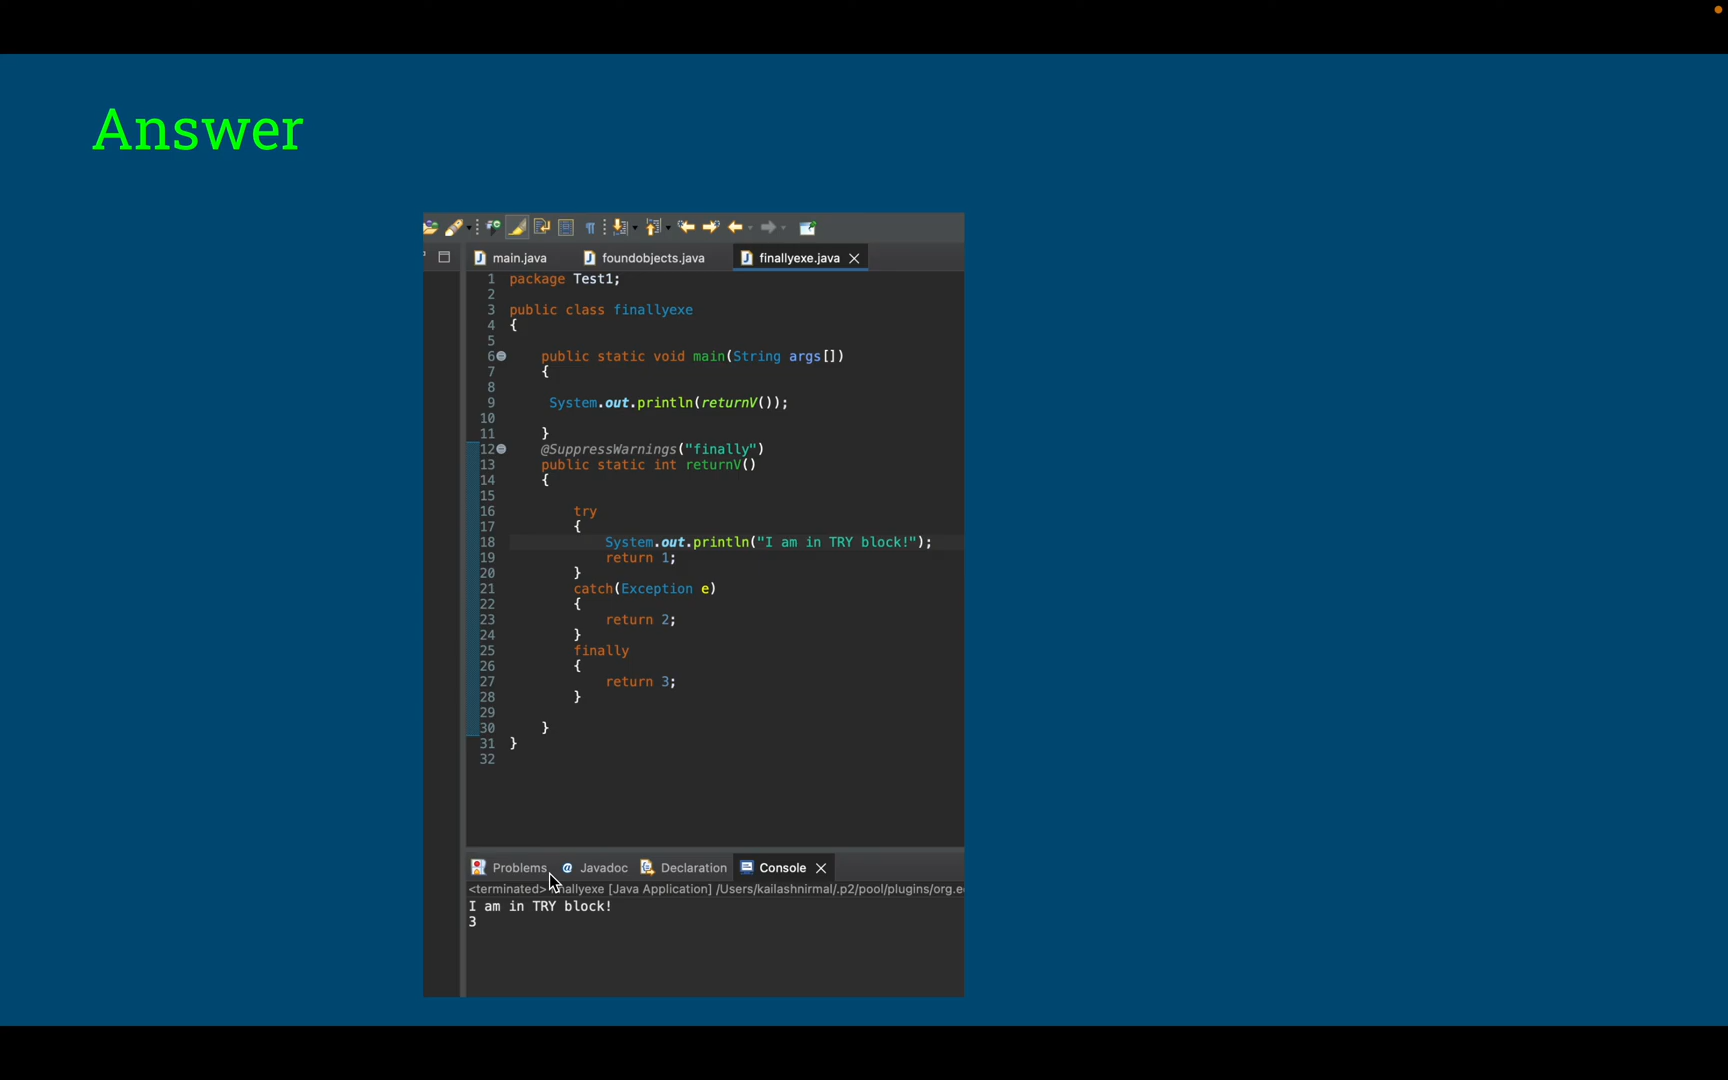 Answer
main.java foundobjects.java finallyexe.java
1 package Test1;
2
3 public class finallyexe
4 {
5
6 public static void main(String args[])
7 {
8
9 System.out.println(returnV());
10
11 }
12 @SuppressWarnings("finally")
13 public static int returnV()
14 {
15
16 try
17 {
18 System.out.println("I am in TRY block!");
19 return 1;
20 }
21 catch(Exception e)
22 {
23 return 2;
24 }
25 finally
26 {
27 return 3;
28 }
29
30 }
31 }
32
Problems Javadoc Declaration Console
<terminated> [Java Application] /Users/kailashnirmal/.p2/pool/plugins/org.e
I am in TRY block!
3